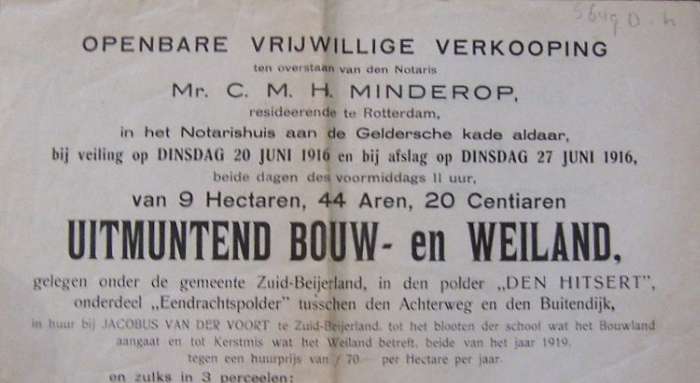 OPENBARE VRIJWILLIGE VERKOOPING
ten overstaan van den Notaris
Mr. C. M. H. MINDEROP,
resideerende te Rotterdam,
in het Notarishuis aan de Geldersche kade aldaar,
bij veiling op DINSDAG 20 JUNI 1916 en bij afslag op DINSDAG 27 JUNI 1916,
beide dagen des voormiddags 11 uur,
van 9 Hectaren, 44 Aren, 20 Centiaren
UITMUNTEND BOUW- en WEILAND,
gelegen onder de gemeente Zuid-Beijerland, in den polder „DEN HITSERT”,
onderdeel „Eendrachtspolder” tusschen den Achterweg en den Buitendijk,
in huur bij JACOBUS VAN DER VOORT te Zuid-Beijerland, tot het blooten der schoof wat het Bouwland
aangaat en tot Kerstmis wat het Weiland betreft, beide van het jaar 1919,
tegen een huurprijs van f 70.— per Hectare per jaar.
en zulks in 3 perceelen: